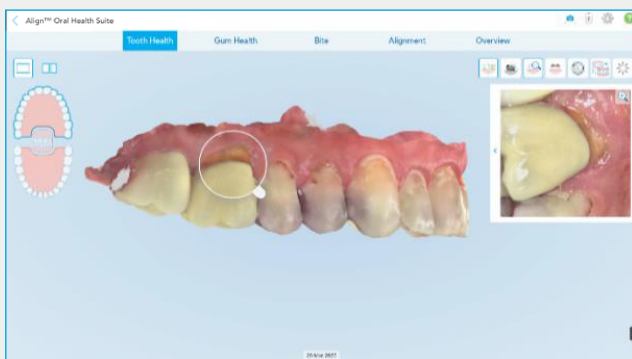 Align™ Oral Health Suite
Tooth Health
Gum Health
Bite
Alignment
Overview